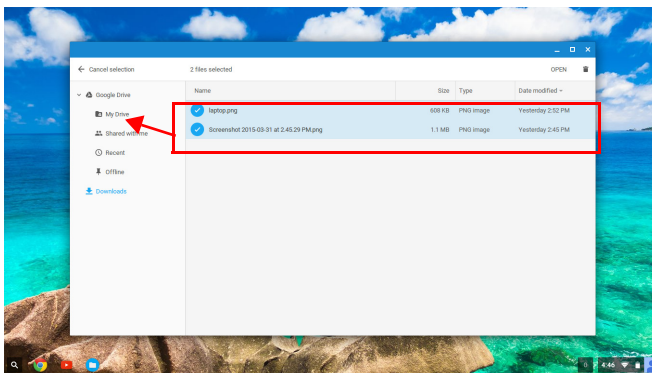 Cancel selection
2 files selected
OPEN
Google Drive
My Drive
Shared with me
Recent
Offline
Downloads
Name Size Type Date modified
laptop.png 608 KB PNG image Yesterday 2:52 PM
Screenshot 2015-03-31 at 2.45.29 PM.png 1.1 MB PNG image Yesterday 2:45 PM
0 4:46